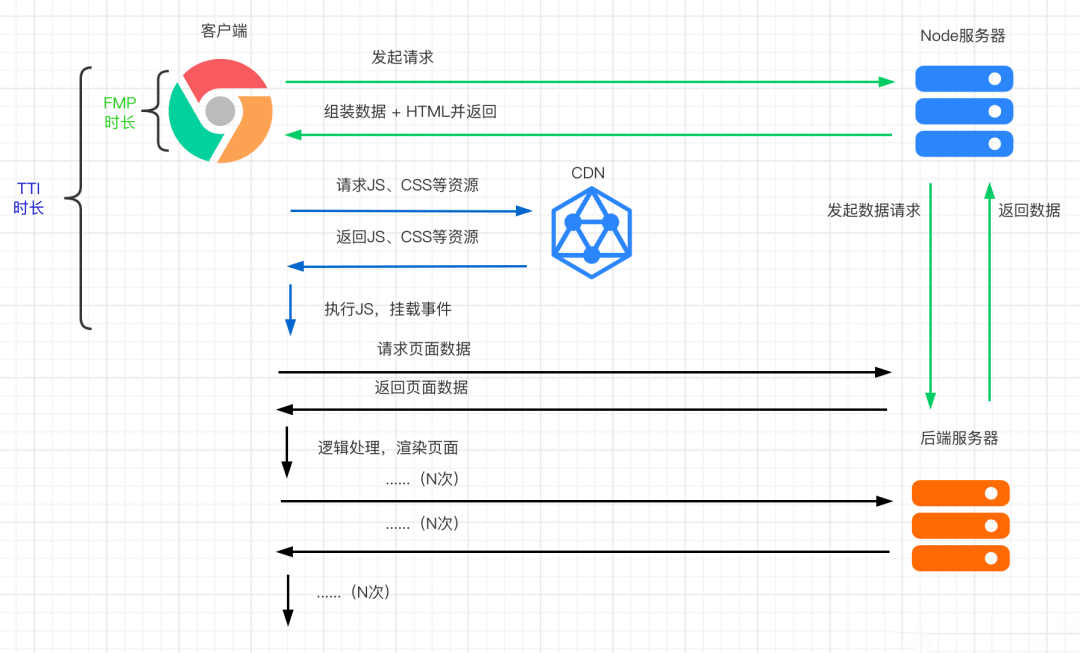 客户端
Node服务器
发起请求
FMP
时长
组装数据 + HTML并返回
CDN
请求JS、CSS等资源
TTI
时长
发起数据请求
返回数据
返回JS、CSS等资源
执行JS，挂载事件
请求页面数据
返回页面数据
后端服务器
逻辑处理，渲染页面
......（N次）
......（N次）
......（N次）